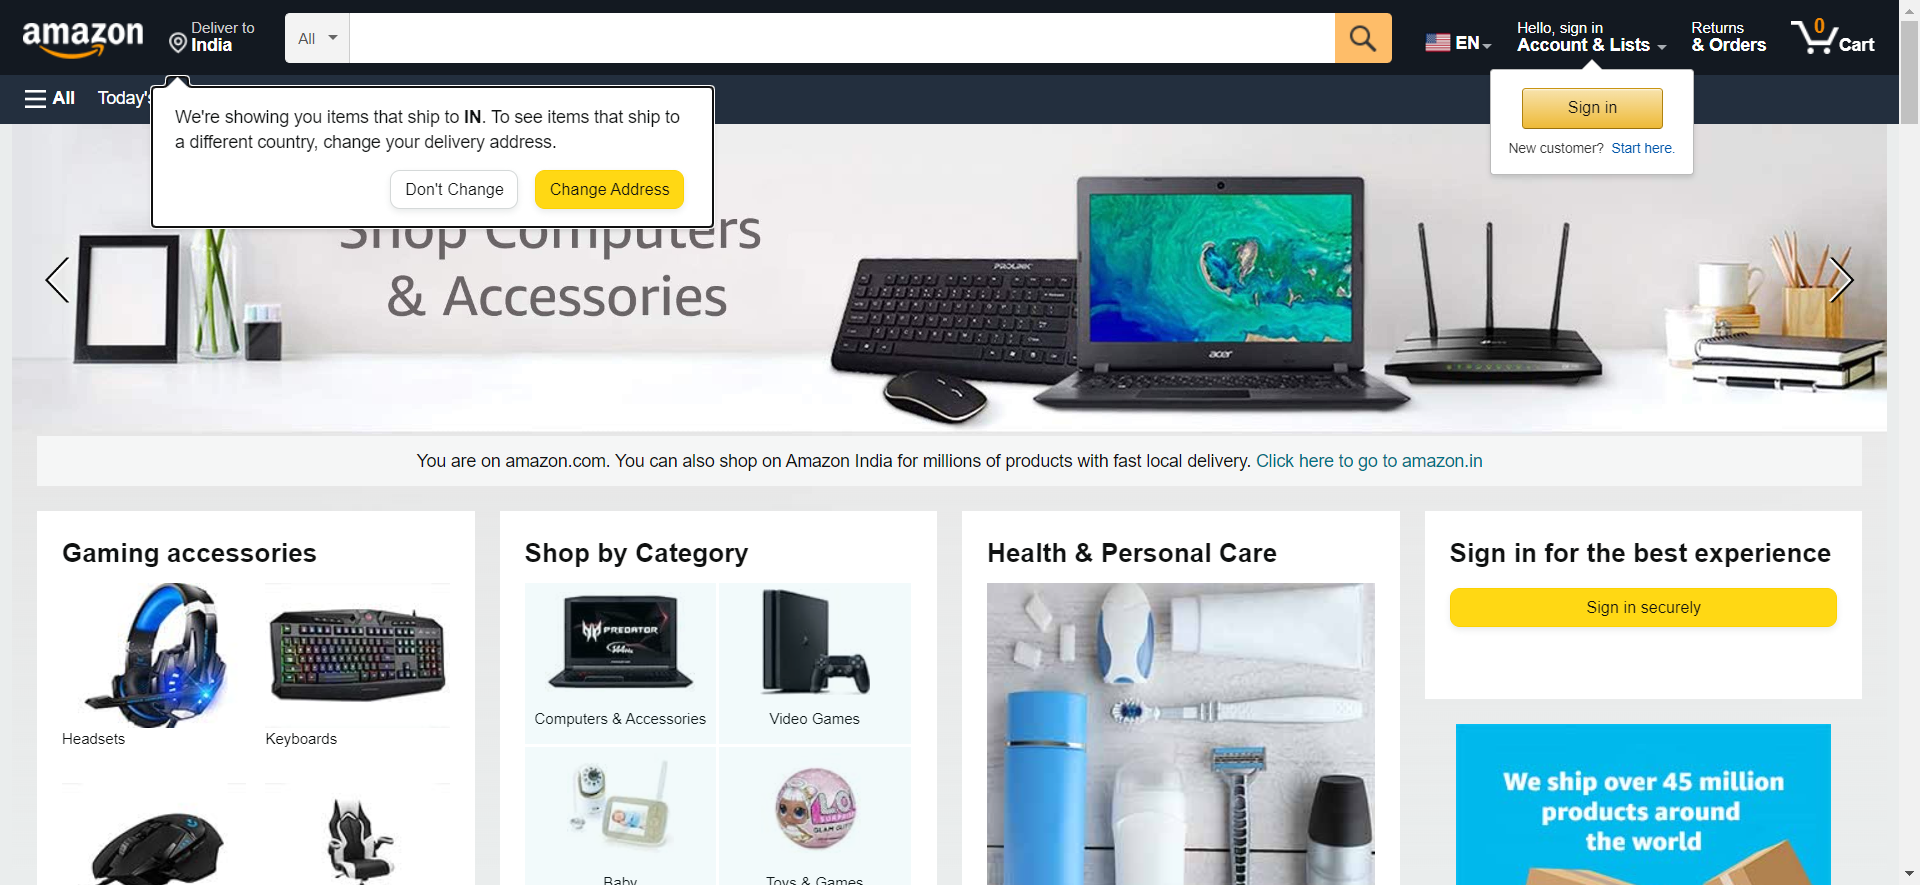 amazon
Deliver to
India
All
EN
Hello, sign in
Account & Lists
Returns
& Orders
0
Cart
All
Today's
We're showing you items that ship to IN. To see items that ship to
a different country, change your delivery address.
Don't Change
Change Address
Sign in
New customer? Start here.
Shop Computers
& Accessories
PROLINK
acer
You are on amazon.com. You can also shop on Amazon India for millions of products with fast local delivery. Click here to go to amazon.in
Gaming accessories
Headsets
Keyboards
Shop by Category
PREDATOR
144Hz
Computers & Accessories
Video Games
L.O.L.
SURPRISE
Baby
Toys & Games
Health & Personal Care
Sign in for the best experience
Sign in securely
We ship over 45 million
products around
the world